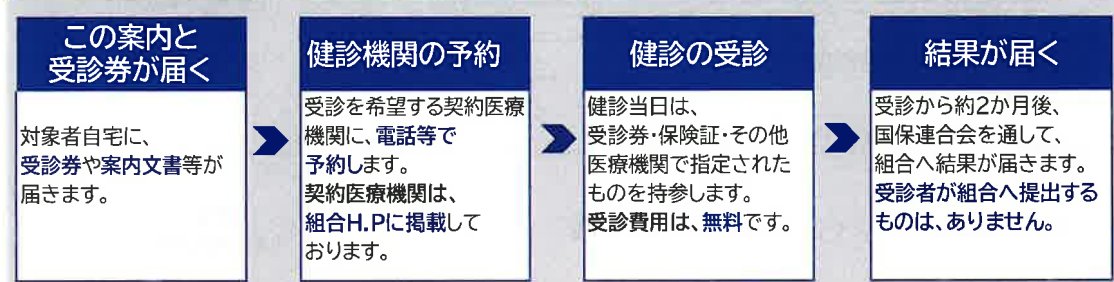 この案内と
受診券が届く
対象者自宅に、
受診券や案内文書等が
届きます。
健診機関の予約
受診を希望する契約医療
機関に、電話等で
予約します。
契約医療機関は、
組合H.Pに掲載して
おります。
健診の受診
健診当日は、
受診券・保険証・その他
医療機関で指定された
ものを持参します。
受診費用は、無料です。
結果が届く
受診から約2か月後、
国保連合会を通して、
組合へ結果が届きます。
受診者が組合へ提出する
ものは、ありません。